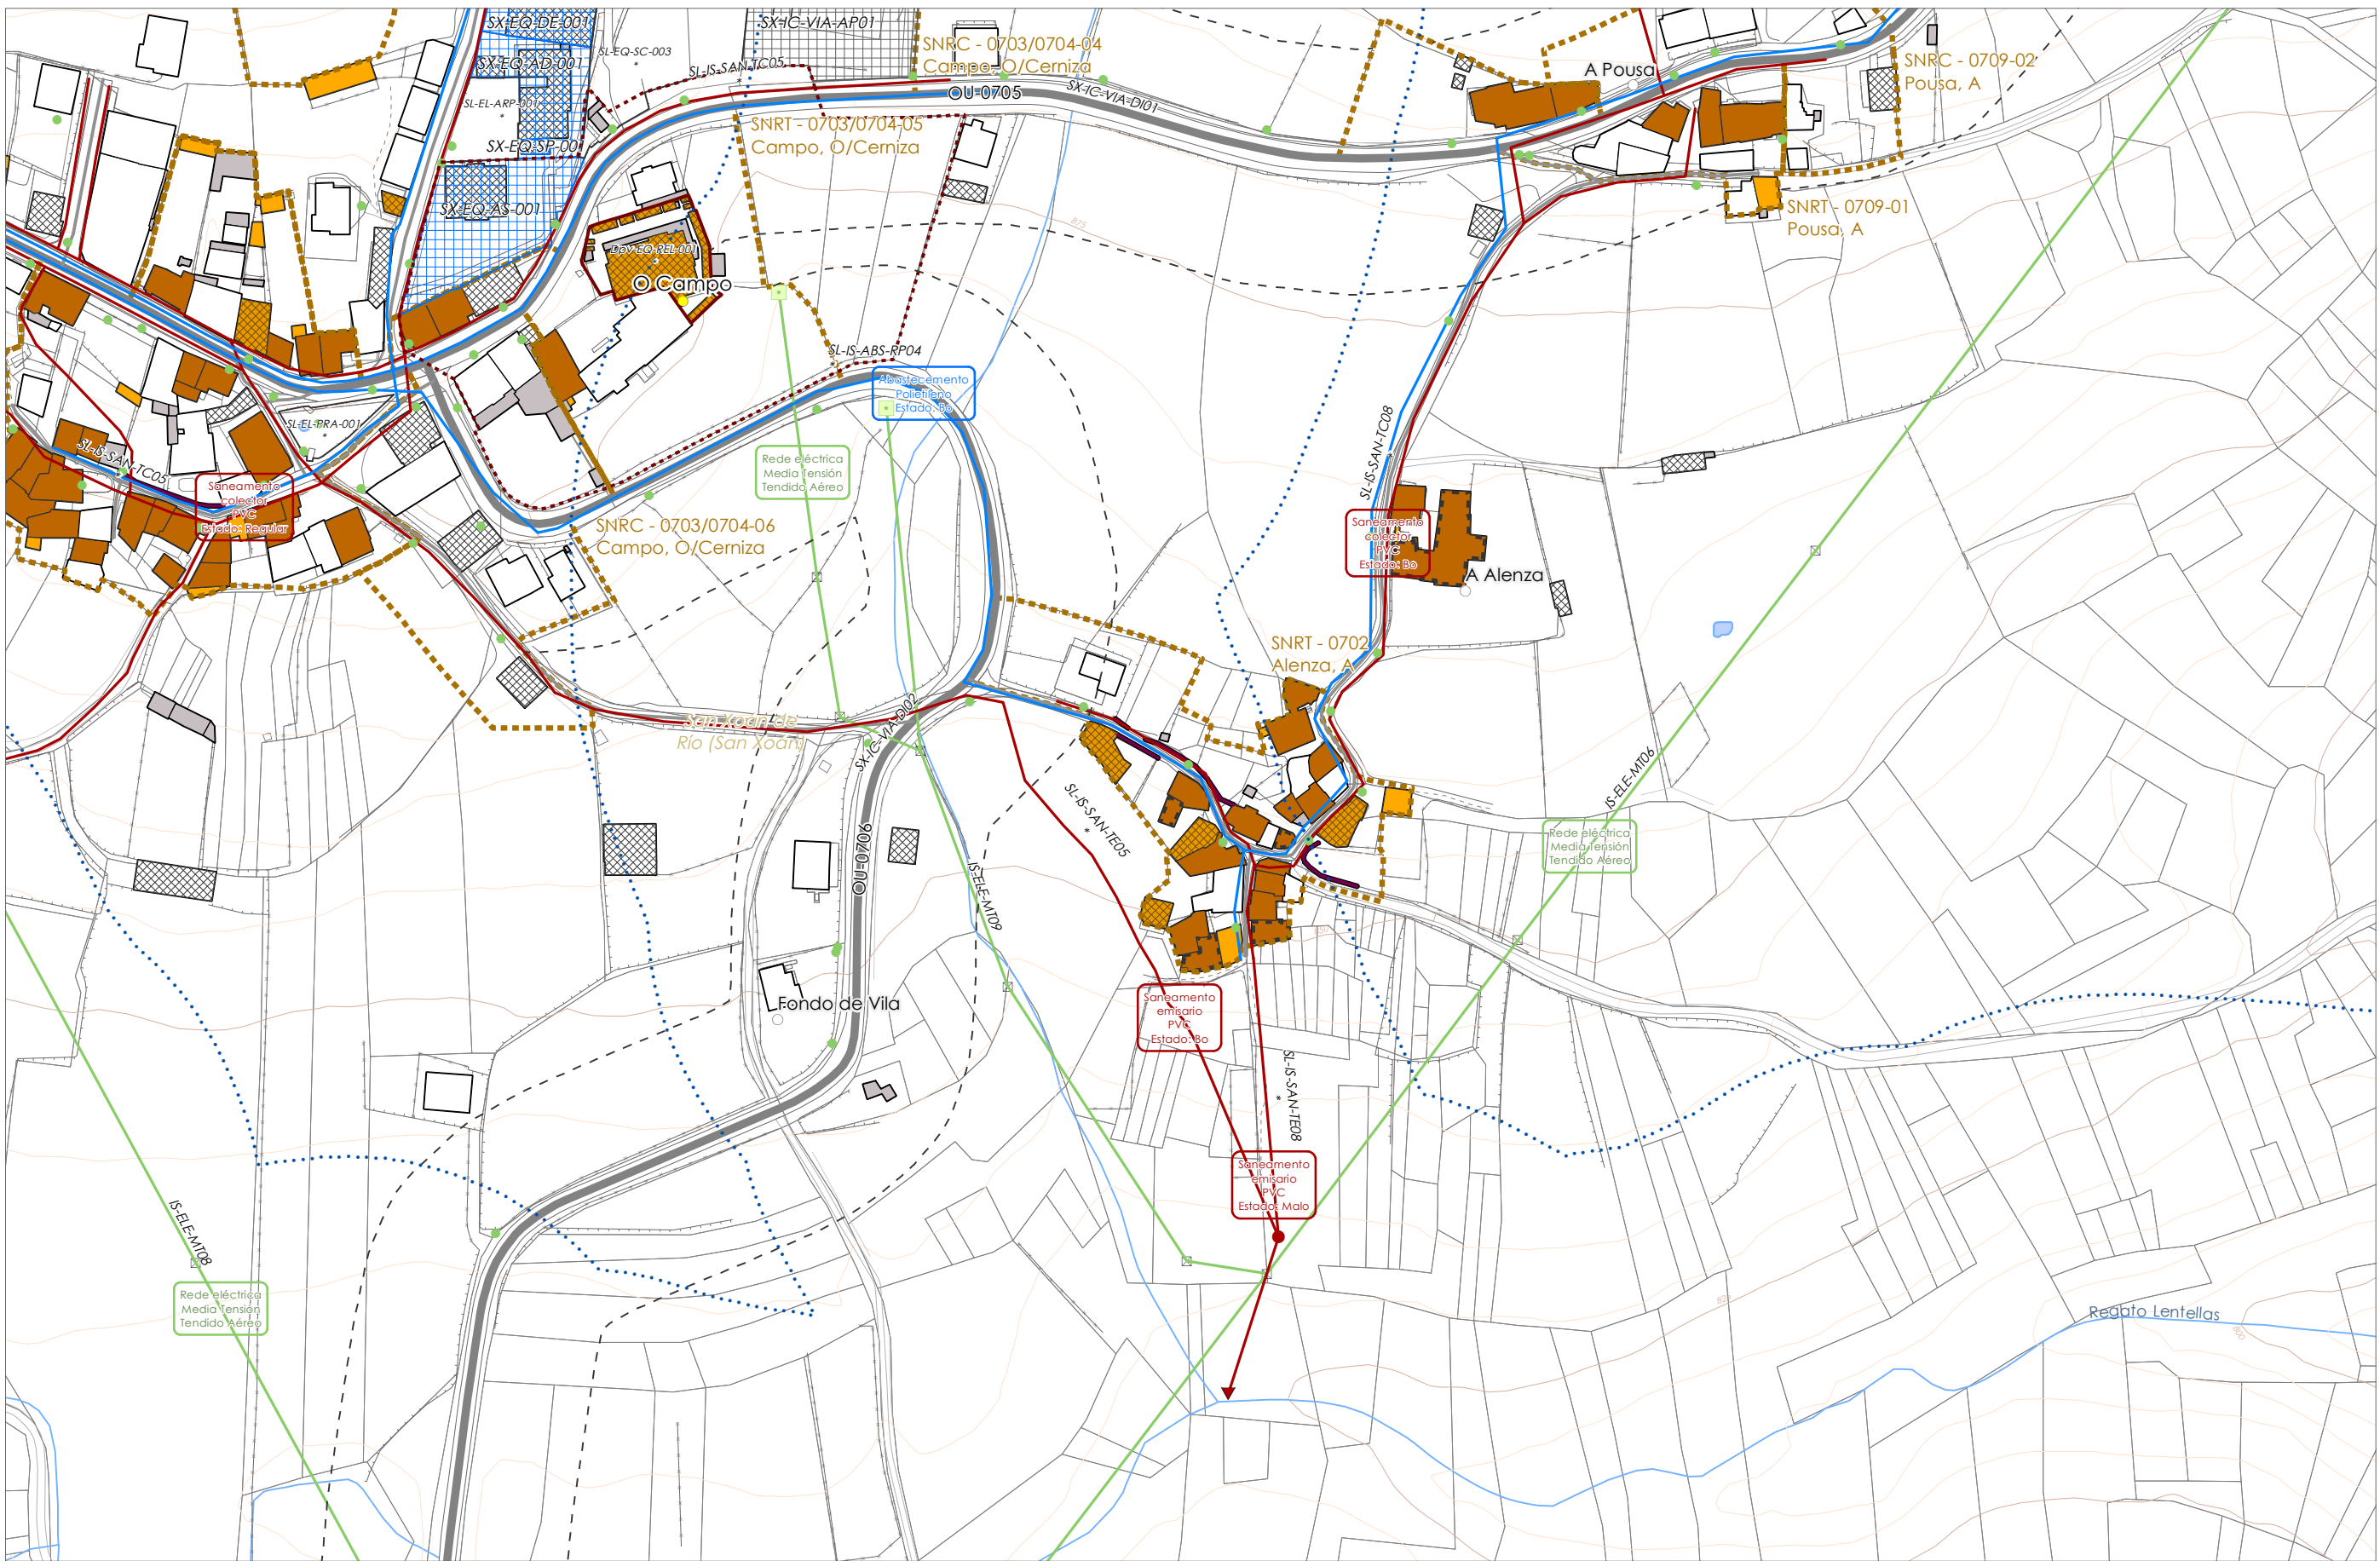 SX-EQ-DE-001
SX-IC-VIA-AP01
SNRC - 0703/0704-04
Campo, O/Cerniza
SL-EQ-SC-003
SX-EQ-AD-001
SL-IS-SAN-TC05
A Pousa
SNRC - 0709-02
Pousa, A
SL-EL-ARP-001
OU-0705
SX-IC-VIA-DI01
SNRT - 0703/0704-05
Campo, O/Cerniza
SX-EQ-SP-00
SX-EQ-AS-001
SNRT - 0709-01
Pousa, A
875
Dpv-EQ-REL-001
O Campo
SL-IS-ABS-RP04
Abastecemento
Polietileno
Estado: Bo
SL-EL-PRA-001
SL-IS-SAN-TC05
SL-IS-SAN-TC08
Rede eléctrica
Media Tensión
Tendido Aéreo
Saneamento
colector
PVC
Estado: Regular
SNRC - 0703/0704-06
Campo, O/Cerniza
Saneamento
colector
PVC
Estado: Bo
A Alenza
SNRT - 0702
Alenza, A
San Xoán de
Río (San Xoán)
SX-IC-VIA-DI02
SL-IS-SAN-TE05
IS-ELE-MT06
OU-0706
Rede eléctrica
Media Tensión
Tendido Aéreo
IS-ELE-MT09
850
Fondo de Vila
Saneamento
emisario
PVC
Estado: Bo
SL-IS-SAN-TE08
Saneamento
emisario
PVC
Estado: Malo
IS-ELE-MT08
Rede eléctrica
Media Tensión
Tendido Aéreo
Regato Lentellas
800